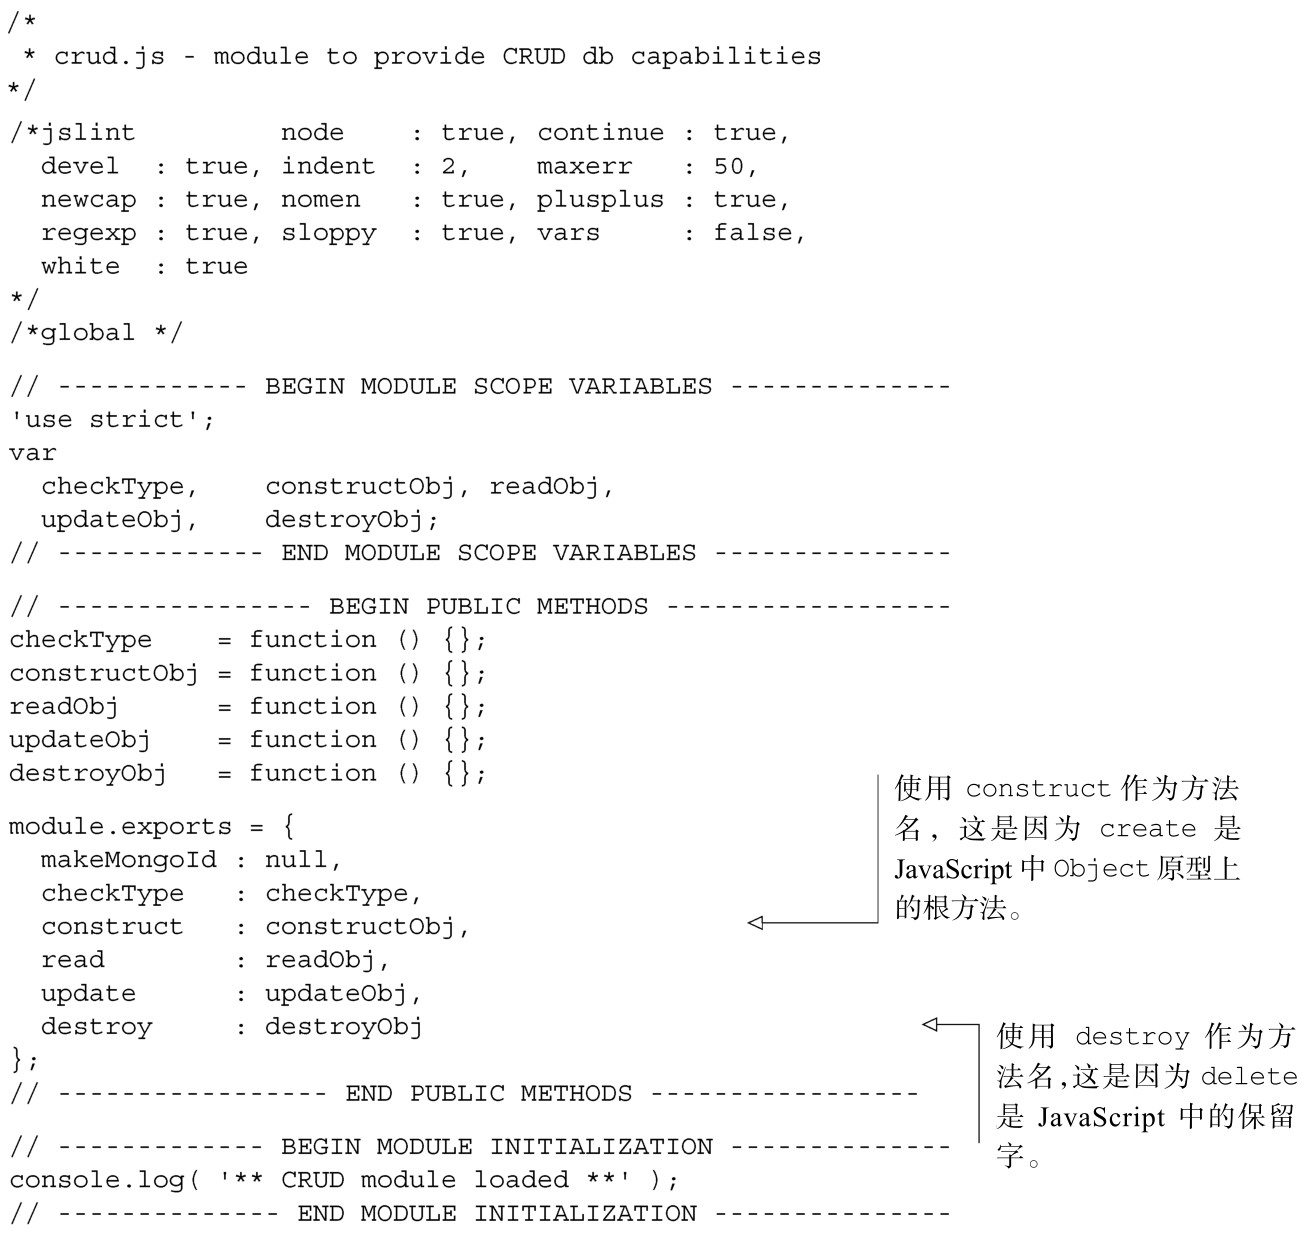 /*
 * crud.js - module to provide CRUD db capabilities
*/
/*jslint         node    : true, continue : true,
  devel  : true, indent  : 2,    maxerr   : 50,
  newcap : true, nomen   : true, plusplus : true,
  regexp : true, sloppy  : true, vars     : false,
  white  : true
*/
/*global */
// ------------ BEGIN MODULE SCOPE VARIABLES --------------
'use strict';
var
  checkType,    constructObj, readObj,
  updateObj,    destroyObj;
// ------------- END MODULE SCOPE VARIABLES ---------------
// ---------------- BEGIN PUBLIC METHODS ------------------
checkType    = function () {};
constructObj = function () {};
readObj      = function () {};
updateObj    = function () {};
destroyObj   = function () {};
module.exports = {
  makeMongoId : null,
  checkType   : checkType,
  construct   : constructObj,
  read        : readObj,
  update      : updateObj,
  destroy     : destroyObj
};
// ----------------- END PUBLIC METHODS -----------------
// ------------- BEGIN MODULE INITIALIZATION --------------
console.log( '** CRUD module loaded **' );
// -------------- END MODULE INITIALIZATION ---------------
使用 construct 作为方法
名，这是因为 create 是
JavaScript 中 Object 原型上
的根方法。
使用 destroy 作为方
法名,这是因为 delete
是 JavaScript 中的保留
字。